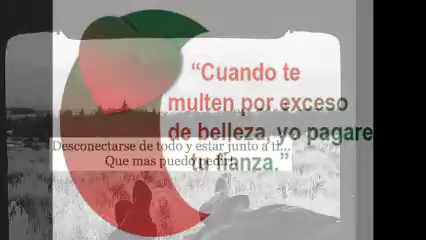 “Cuando te
multen por exceso
de belleza, yo pagare
Desconectarse de todo y estar junto a ti...
Que mas puedo pedir!
tu fianza.”